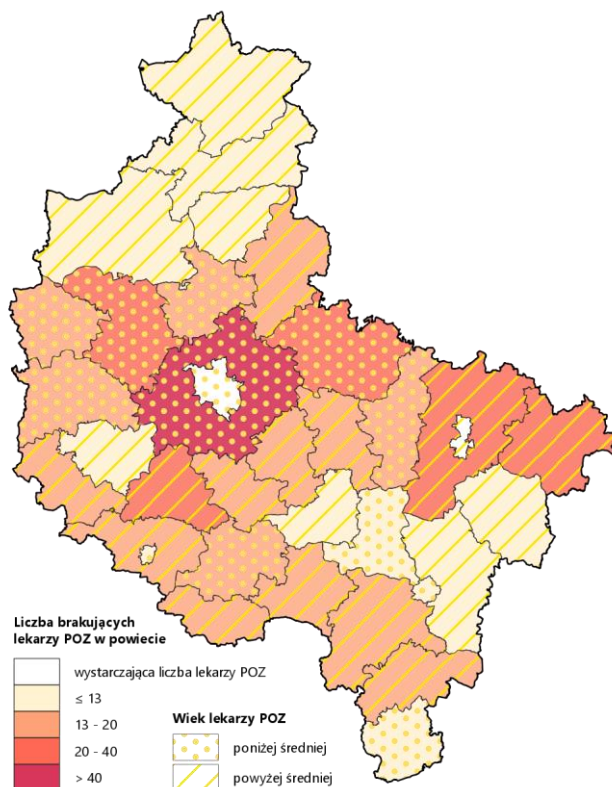 Liczba brakujących
lekarzy POZ w powiecie
wystarczająca liczba lekarzy POZ
≤ 13
13 - 20
20 - 40
> 40
Wiek lekarzy POZ
poniżej średniej
powyżej średniej